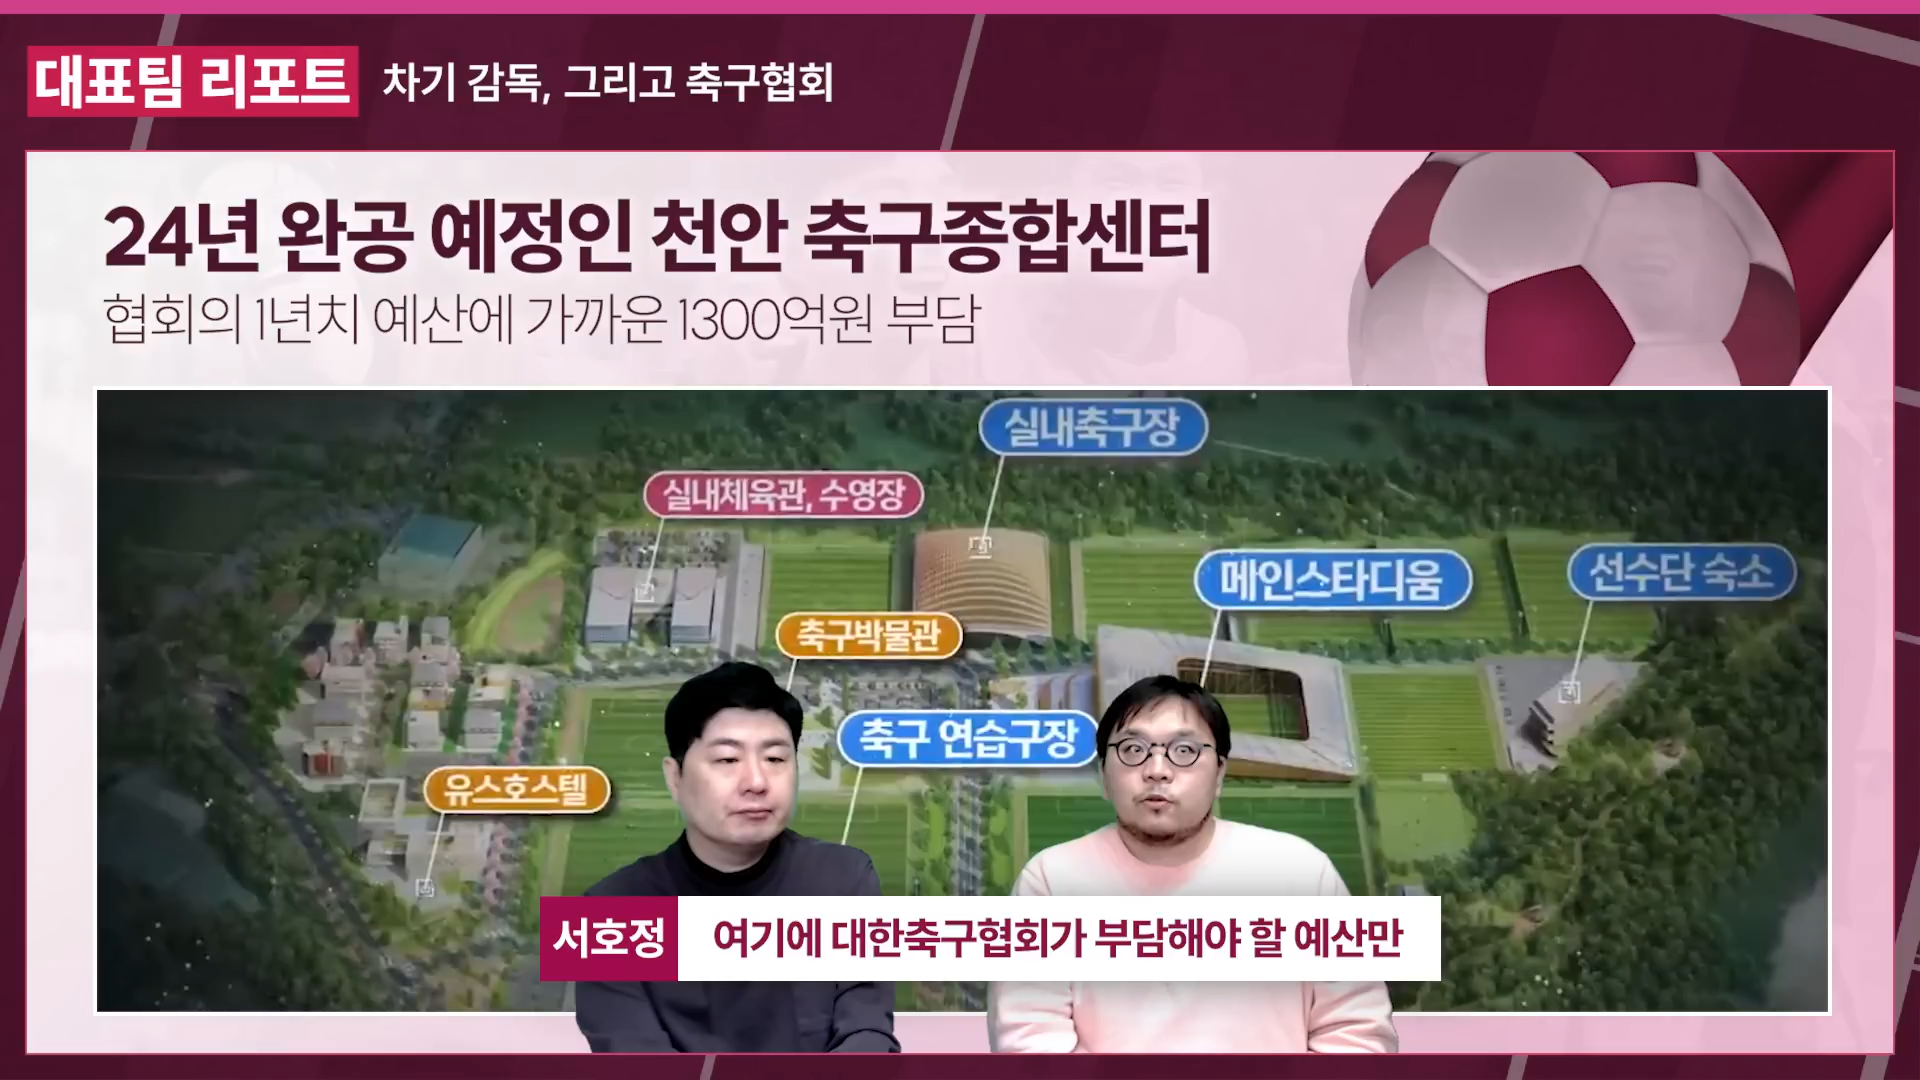 대표팀 리포트
차기 감독, 그리고 축구협회
24년 완공 예정인 천안 축구종합센터
협회의 1년치 예산에 가까운 1300억원 부담
실내축구장
실내체육관, 수영장
메인스타디움
선수단 숙소
축구박물관
축구 연습구장
유스호스텔
서호정
여기에 대한축구협회가 부담해야 할 예산만